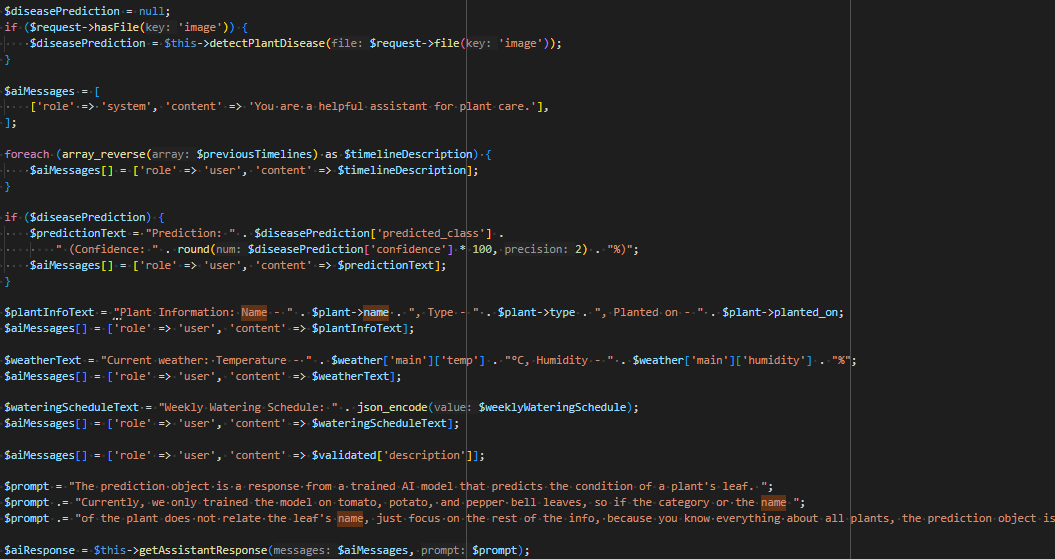 $diseasePrediction = null;
if ($request->hasFile(key: 'image')) {
    $diseasePrediction = $this->detectPlantDisease(file: $request->file(key: 'image'));
}

$aiMessages = [
    ['role' => 'system', 'content' => 'You are a helpful assistant for plant care.'],
];

foreach (array_reverse(array: $previousTimelines) as $timelineDescription) {
    $aiMessages[] = ['role' => 'user', 'content' => $timelineDescription];
}

if ($diseasePrediction) {
    $predictionText = "Prediction: " . $diseasePrediction['predicted_class'] .
        " (Confidence: " . round(num: $diseasePrediction['confidence'] * 100, precision: 2) . "%)";
    $aiMessages[] = ['role' => 'user', 'content' => $predictionText];
}

$plantInfoText = "Plant Information: Name - " . $plant->name . ", Type - " . $plant->type . ", Planted on - " . $plant->planted_on;
$aiMessages[] = ['role' => 'user', 'content' => $plantInfoText];

$weatherText = "Current weather: Temperature - " . $weather['main']['temp'] . "°C, Humidity - " . $weather['main']['humidity'] . "%";
$aiMessages[] = ['role' => 'user', 'content' => $weatherText];

$wateringScheduleText = "Weekly Watering Schedule: " . json_encode(value: $weeklyWateringSchedule);
$aiMessages[] = ['role' => 'user', 'content' => $wateringScheduleText];

$aiMessages[] = ['role' => 'user', 'content' => $validated['description']];

$prompt = "The prediction object is a response from a trained AI model that predicts the condition of a plant's leaf. ";
$prompt .= "Currently, we only trained the model on tomato, potato, and pepper bell leaves, so if the category or the name ";
$prompt .= "of the plant does not relate the leaf's name, just focus on the rest of the info, because you know everything about all plants, the prediction object is

$aiResponse = $this->getAssistantResponse(messages: $aiMessages, prompt: $prompt);